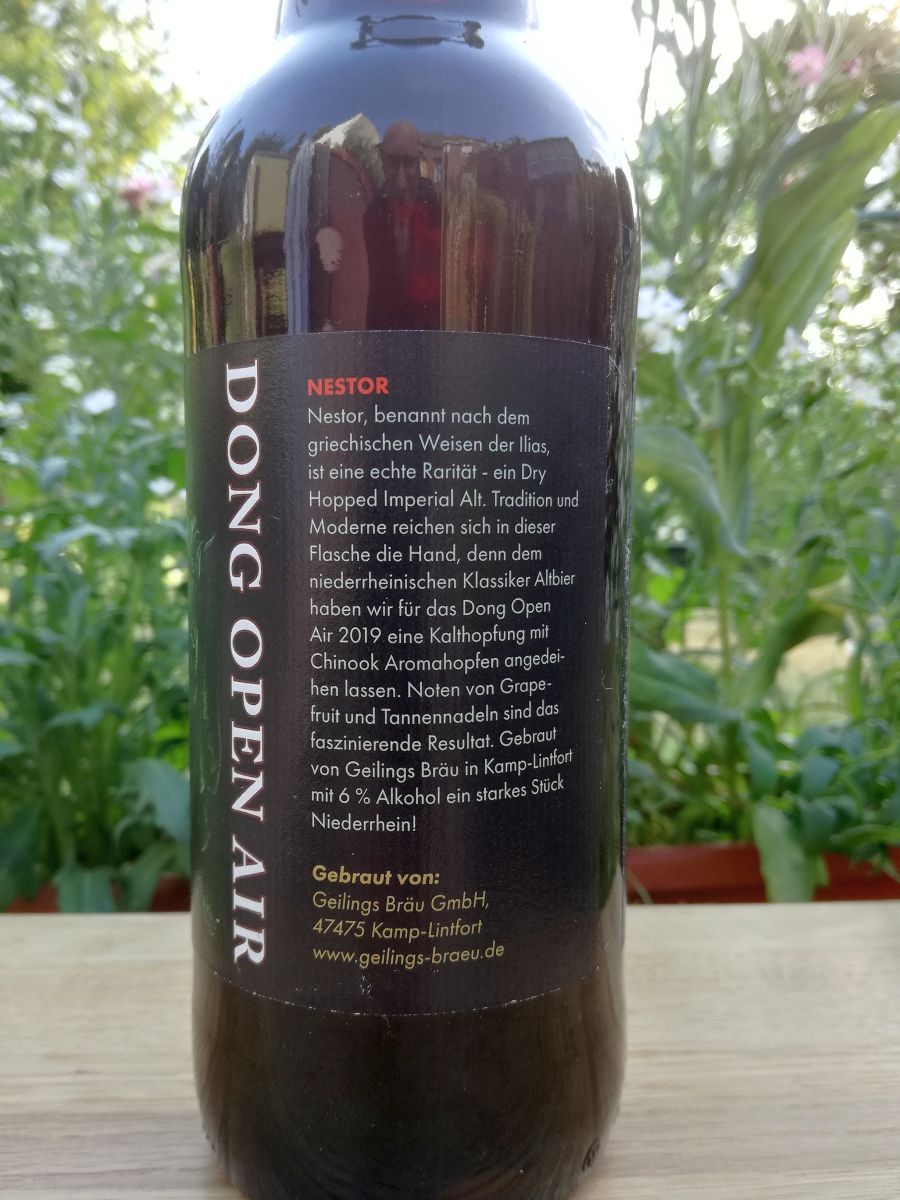 DONG OPEN AIR
NESTOR
Nestor, benannt nach dem
griechischen Weisen der Ilias,
ist eine echte Rarität - ein Dry
Hopped Imperial Alt. Tradition und
Moderne reichen sich in dieser
Flasche die Hand, denn dem
niederrheinischen Klassiker Altbier
haben wir für das Dong Open
Air 2019 eine Kalthopfung mit
Chinook Aromahopfen angedei-
hen lassen. Noten von Grape-
fruit und Tannennadeln sind das
faszinierende Resultat. Gebraut
von Geilings Bräu in Kamp-Lintfort
mit 6 % Alkohol ein starkes Stück
Niederrhein!
Gebraut von:
Geilings Bräu GmbH,
47475 Kamp-Lintfort
www.geilings-braeu.de